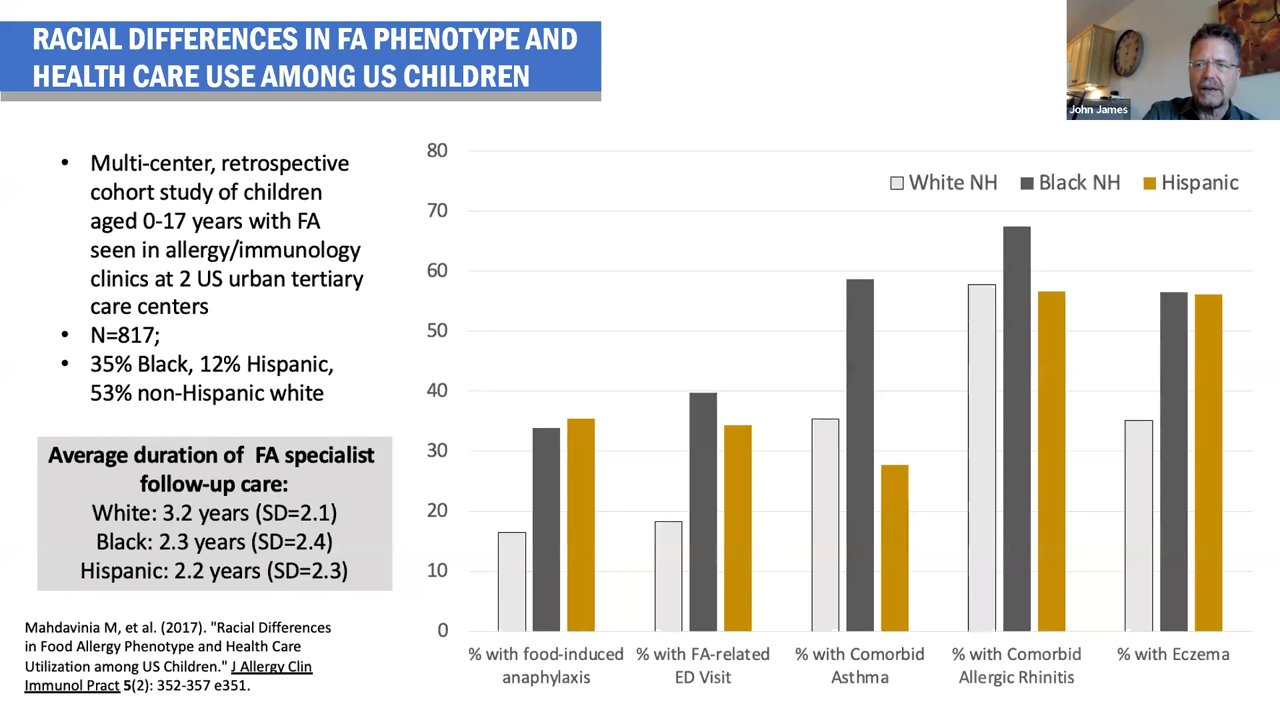 RACIAL DIFFERENCES IN FA PHENOTYPE AND
HEALTH CARE USE AMONG US CHILDREN
John James
• Multi-center, retrospective
cohort study of children
aged 0-17 years with FA
seen in allergy/immunology
clinics at 2 US urban tertiary
care centers
• N=817;
• 35% Black, 12% Hispanic,
53% non-Hispanic white
Average duration of FA specialist
follow-up care:
White: 3.2 years (SD=2.1)
Black: 2.3 years (SD=2.4)
Hispanic: 2.2 years (SD=2.3)
Mahdavinia M, et al. (2017). "Racial Differences
in Food Allergy Phenotype and Health Care
Utilization among US Children." J Allergy Clin
Immunol Pract 5(2): 352-357 e351.
White NH Black NH Hispanic
80
70
60
50
40
30
20
10
0
% with food-induced
anaphylaxis
% with FA-related
ED Visit
% with Comorbid
Asthma
% with Comorbid
Allergic Rhinitis
% with Eczema